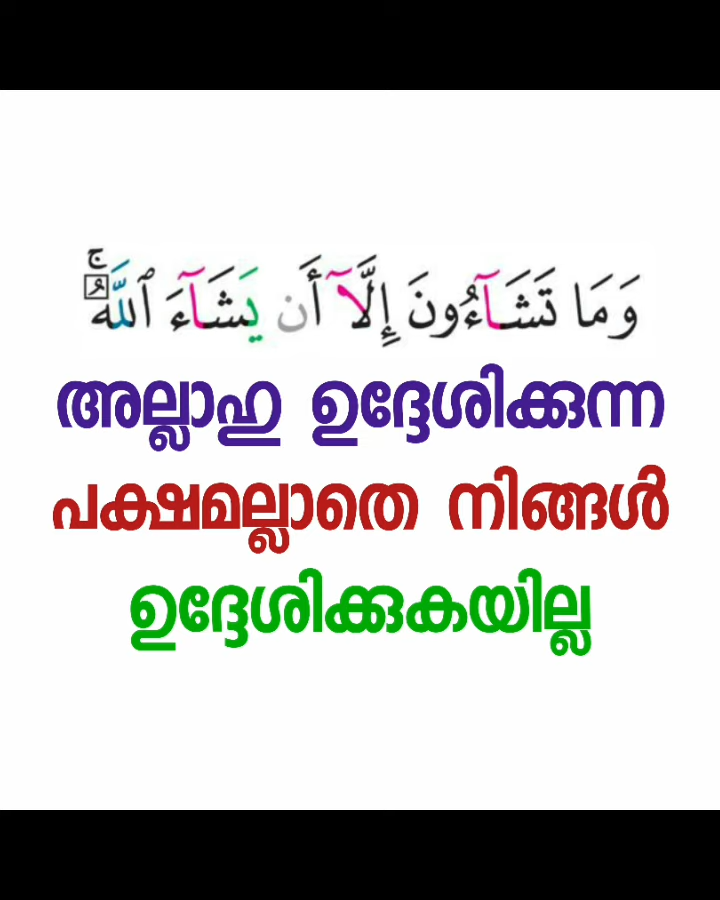 وَمَا تَشَآءُونَ إِلَّآ أَن يَشَآءَ ٱللَّهُ ۚ
അല്ലാഹു ഉദ്ദേശിക്കുന്ന
പക്ഷമല്ലാതെ നിങ്ങൾ
ഉദ്ദേശിക്കുകയില്ല